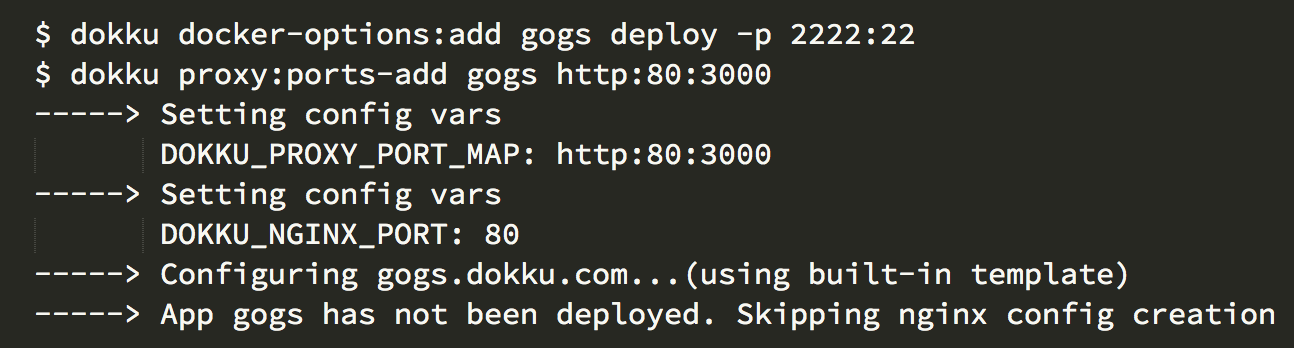 $ dokku docker-options:add gogs deploy -p 2222:22
$ dokku proxy:ports-add gogs http:80:3000
-----> Setting config vars
       DOKKU_PROXY_PORT_MAP: http:80:3000
-----> Setting config vars
       DOKKU_NGINX_PORT: 80
-----> Configuring gogs.dokku.com...(using built-in template)
-----> App gogs has not been deployed. Skipping nginx config creation